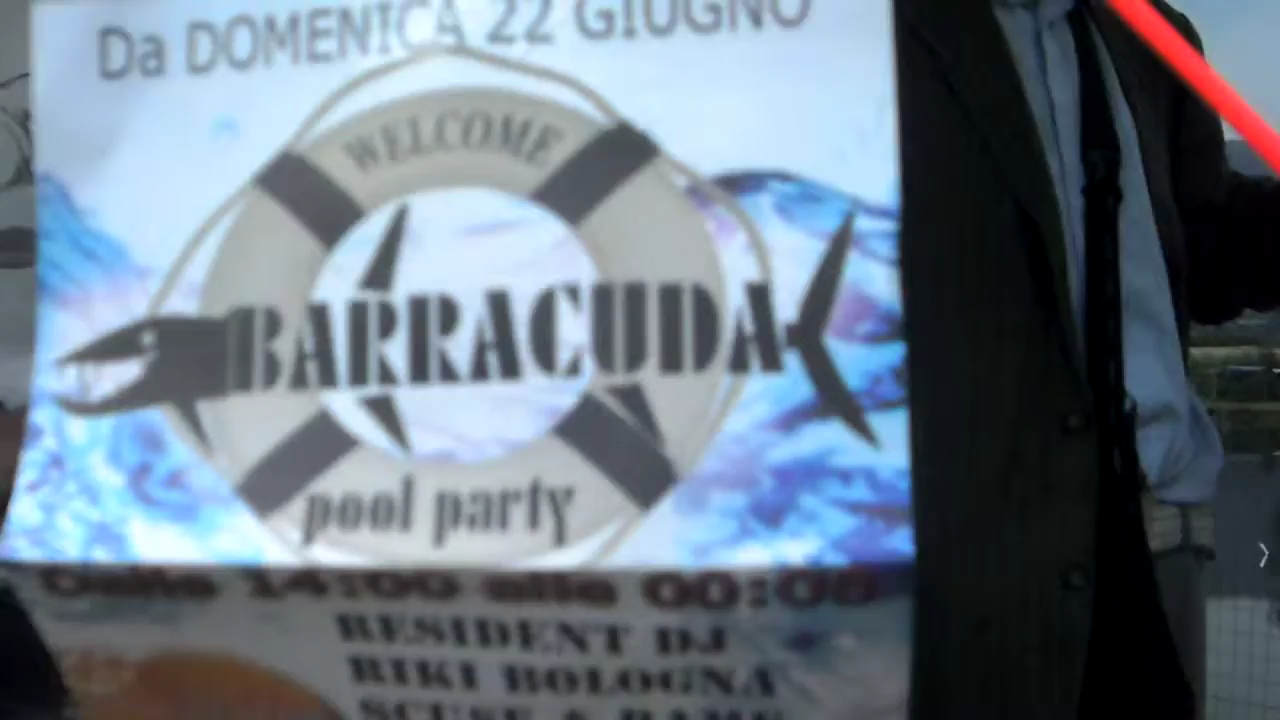 Da DOMENICA 22 GIUGNO
WELCOME
BARRACUDA
pool party
Dalle 14:00 alle 00:00
RESIDENT DJ
RIKI BOLOGNA